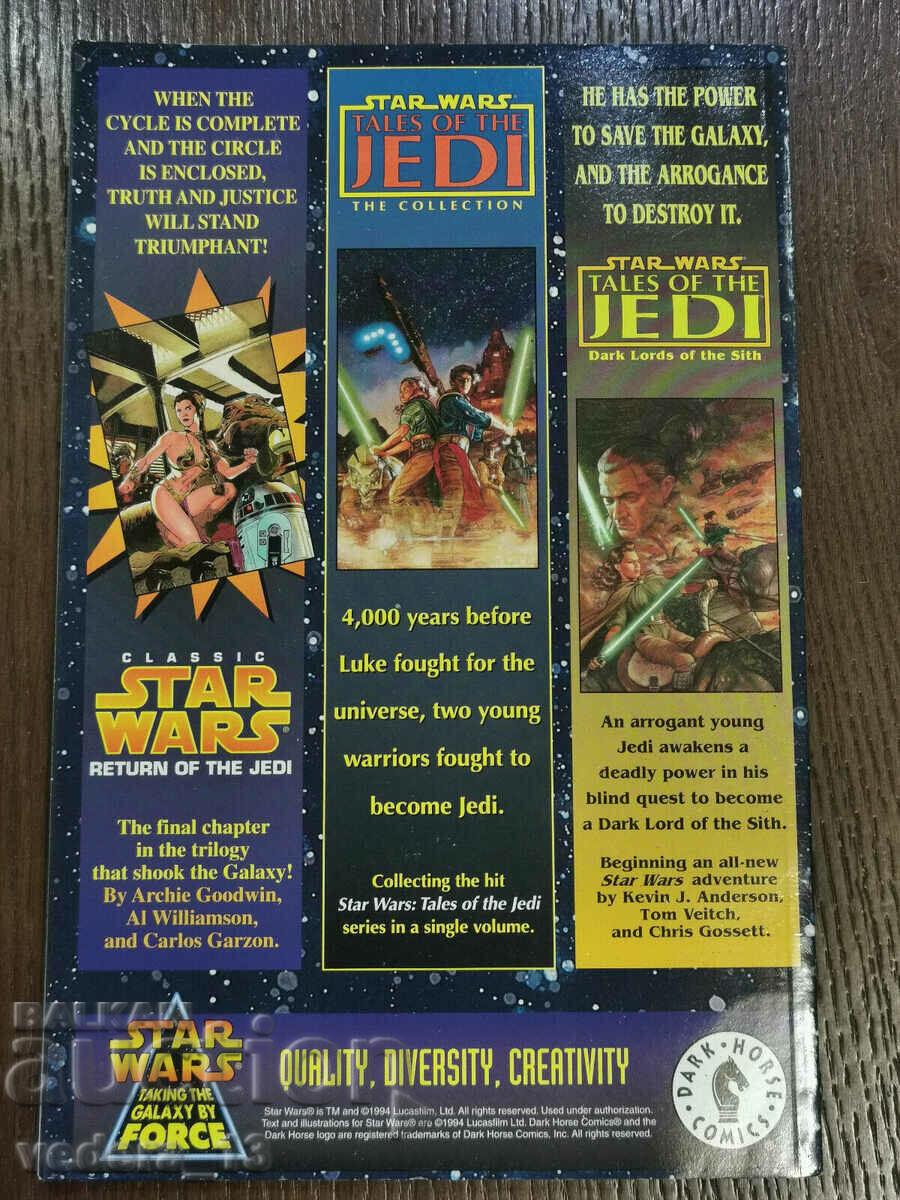 WHEN THE
CYCLE IS COMPLETE
AND THE CIRCLE
IS ENCLOSED,
TRUTH AND JUSTICE
WILL STAND
TRIUMPHANT!
CLASSIC
STAR
WARS®
RETURN OF THE JEDI
The final chapter
in the trilogy
that shook the Galaxy!
By Archie Goodwin,
Al Williamson,
and Carlos Garzon.
STAR WARS
TALES OF THE
JEDI
THE COLLECTION
4,000 years before
Luke fought for the
universe, two young
warriors fought to
become Jedi.
Collecting the hit
Star Wars: Tales of the Jedi
series in a single volume.
HE HAS THE POWER
TO SAVE THE GALAXY,
AND THE ARROGANCE
TO DESTROY IT.
STAR WARS
TALES OF THE
JEDI
Dark Lords of the Sith
An arrogant young
Jedi awakens a
deadly power in his
blind quest to become
a Dark Lord of the Sith.
Beginning an all-new
Star Wars adventure
by Kevin J. Anderson,
Tom Veitch,
and Chris Gossett.
STAR
WARS
TAKING THE
GALAXY BY
FORCE
QUALITY, DIVERSITY, CREATIVITY
Star Wars® is TM and ©1994 Lucasfilm, Ltd. All rights reserved. Used under authorization.
Text and illustrations for Star Wars® are ©1994 Lucasfilm Ltd. Dark Horse Comics® and the
Dark Horse logo are registered trademarks of Dark Horse Comics, Inc. All rights reserved.
DARK · HORSE
· COMICS ·
BALKAN
auction
vedera_13